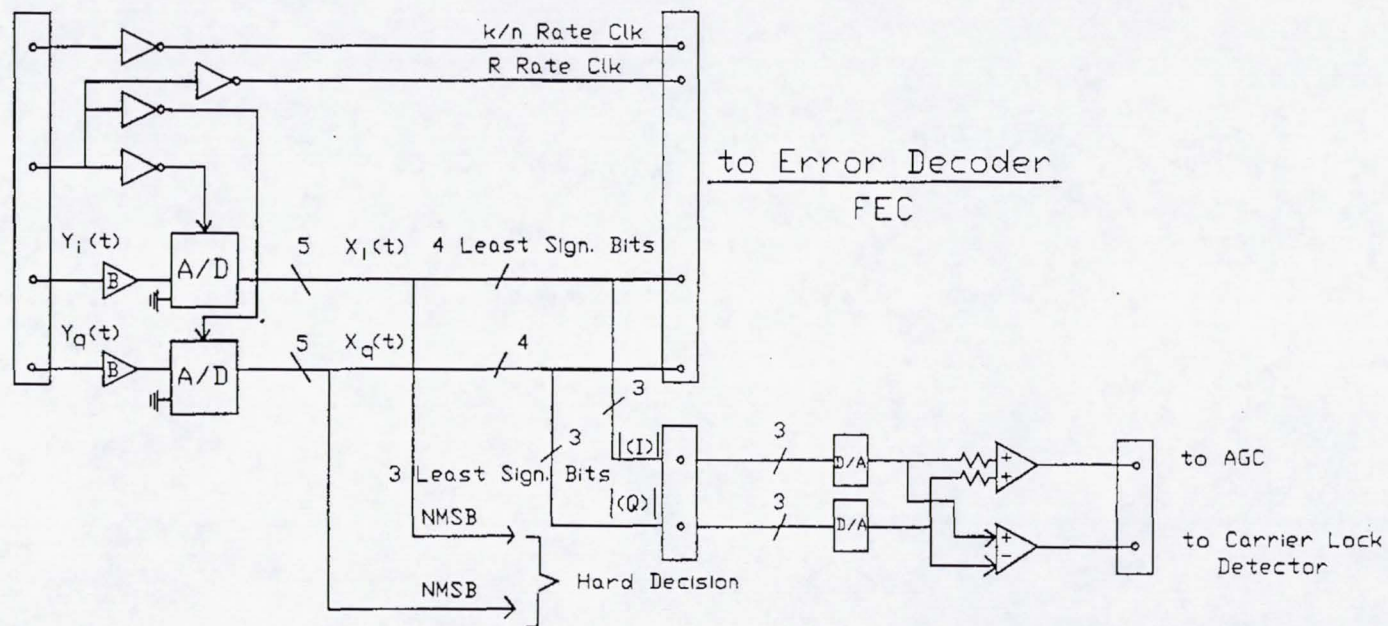 k/n Rate Clk
R Rate Clk
to Error Decoder
FEC
Yi(t)
B
A/D
5
Xi(t)
4 Least Sign. Bits
Yq(t)
B
A/D
5
Xq(t)
4
3
3
3 Least Sign. Bits
|(I)|
|(Q)|
3
D/A
+
+
to AGC
3
D/A
+
-
to Carrier Lock
Detector
NMSB
NMSB
Hard Decision